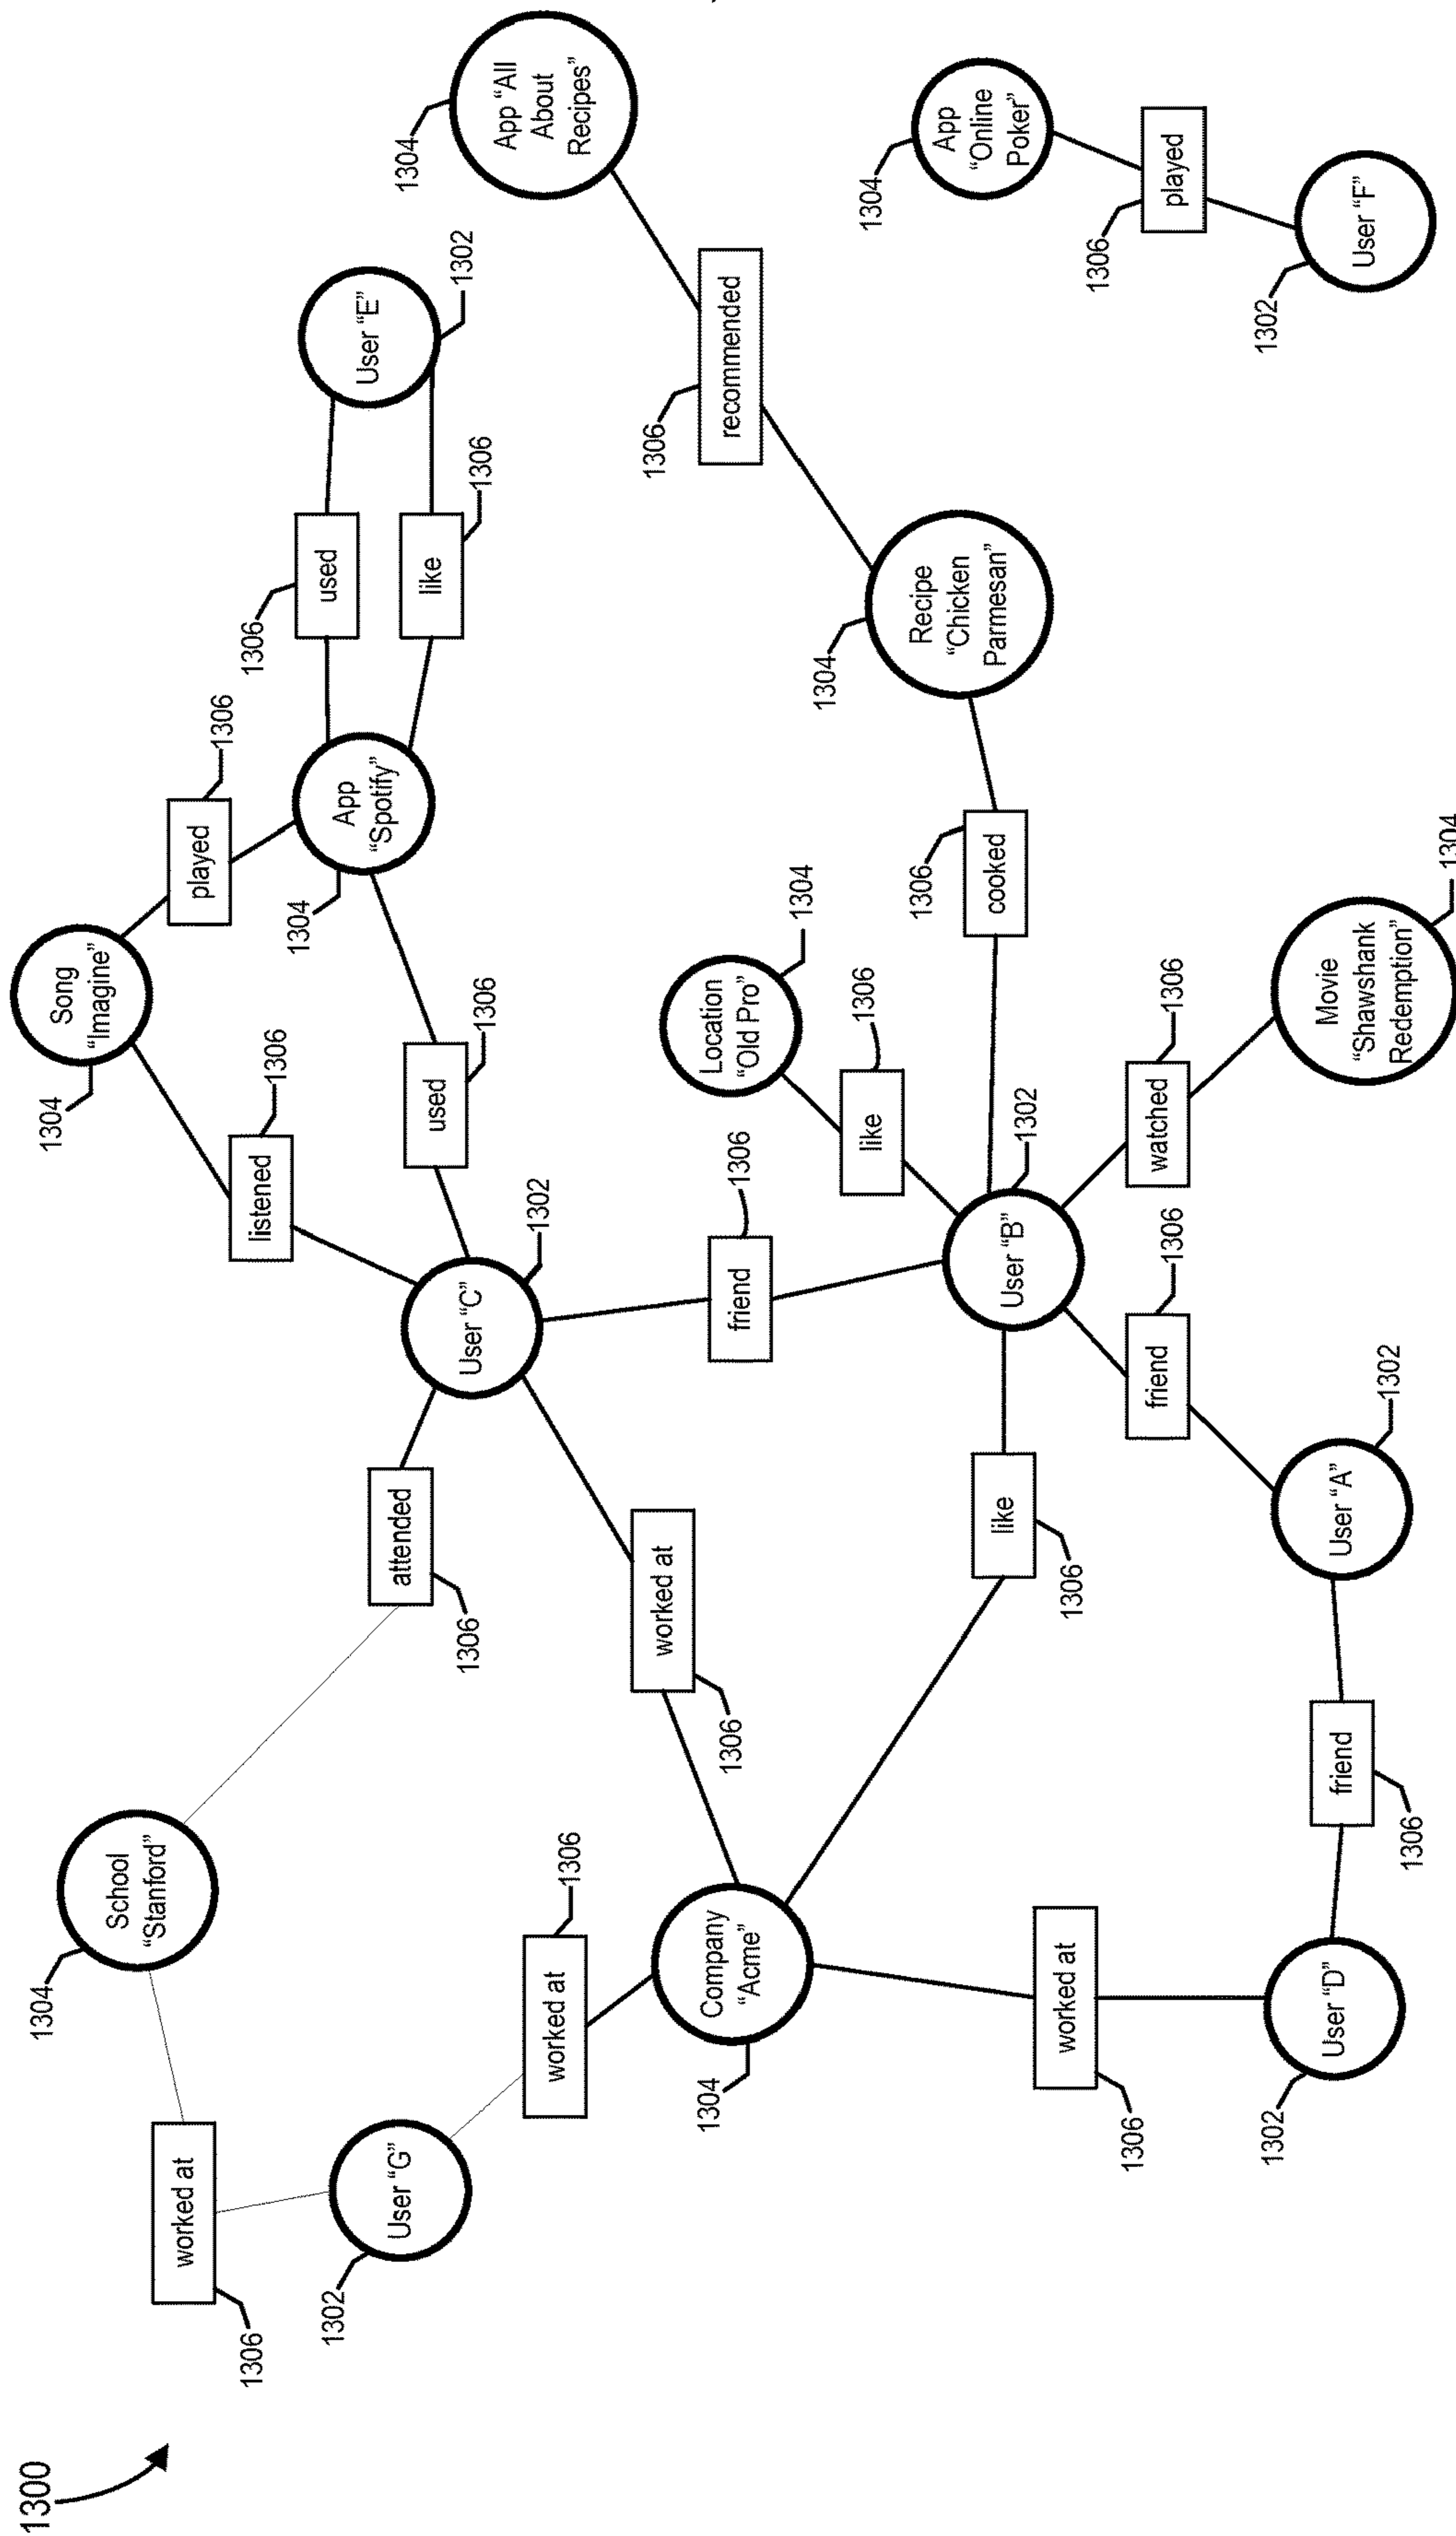 1300
1304
Song
“Imagine”
1304
School
“Stanford”
1304
worked at
1306
played
1306
listened
1306
User “G”
1302
attended
1306
User “C”
1302
used
1306
App
“Spotify”
1304
used
1306
like
1306
User “E”
1302
App “All
About
Recipes”
1304
worked at
1306
worked at
1306
friend
1306
recommended
1306
Company
“Acme”
1304
Location
“Old Pro”
1304
like
1306
Recipe
“Chicken
Parmesan”
1304
App
“Online
Poker”
1304
like
1306
User “B”
1302
cooked
1306
played
1306
worked at
1306
friend
1306
watched
1306
User “F”
1302
User “D”
1302
friend
1306
User “A”
1302
Movie
“Shawshank
Redemption”